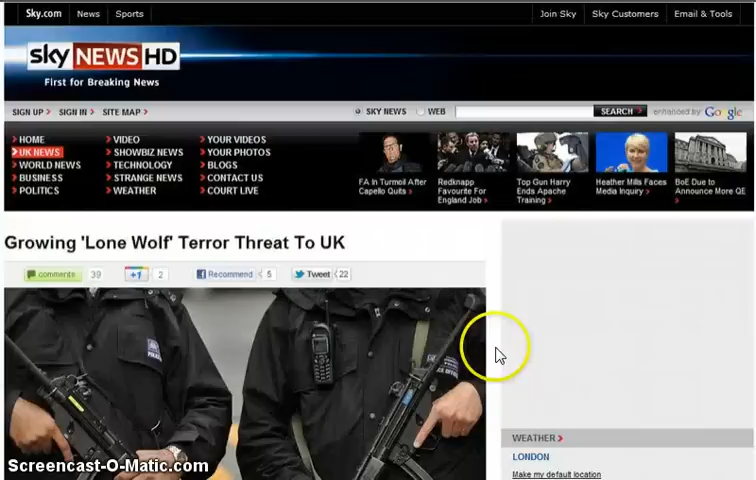 Sky.com News Sports Join Sky Sky Customers Email & Tools
sky NEWS HD
First for Breaking News
SIGN UP SIGN IN SITE MAP SKY NEWS WEB SEARCH enhanced by Google
HOME VIDEO YOUR VIDEOS
UK NEWS SHOWBIZ NEWS YOUR PHOTOS
WORLD NEWS TECHNOLOGY BLOGS
BUSINESS STRANGE NEWS CONTACT US
POLITICS WEATHER COURT LIVE
FA In Turmoil After
Capello Quits
Redknapp
Favourite For
England Job
Top Gun Harry
Ends Apache
Training
Heather Mills Faces
Media Inquiry
BoE Due to
Announce More QE
Growing 'Lone Wolf' Terror Threat To UK
comments 39 +1 2 Recommend 5 Tweet 22
WEATHER
LONDON
Make my default location
Screencast-O-Matic.com